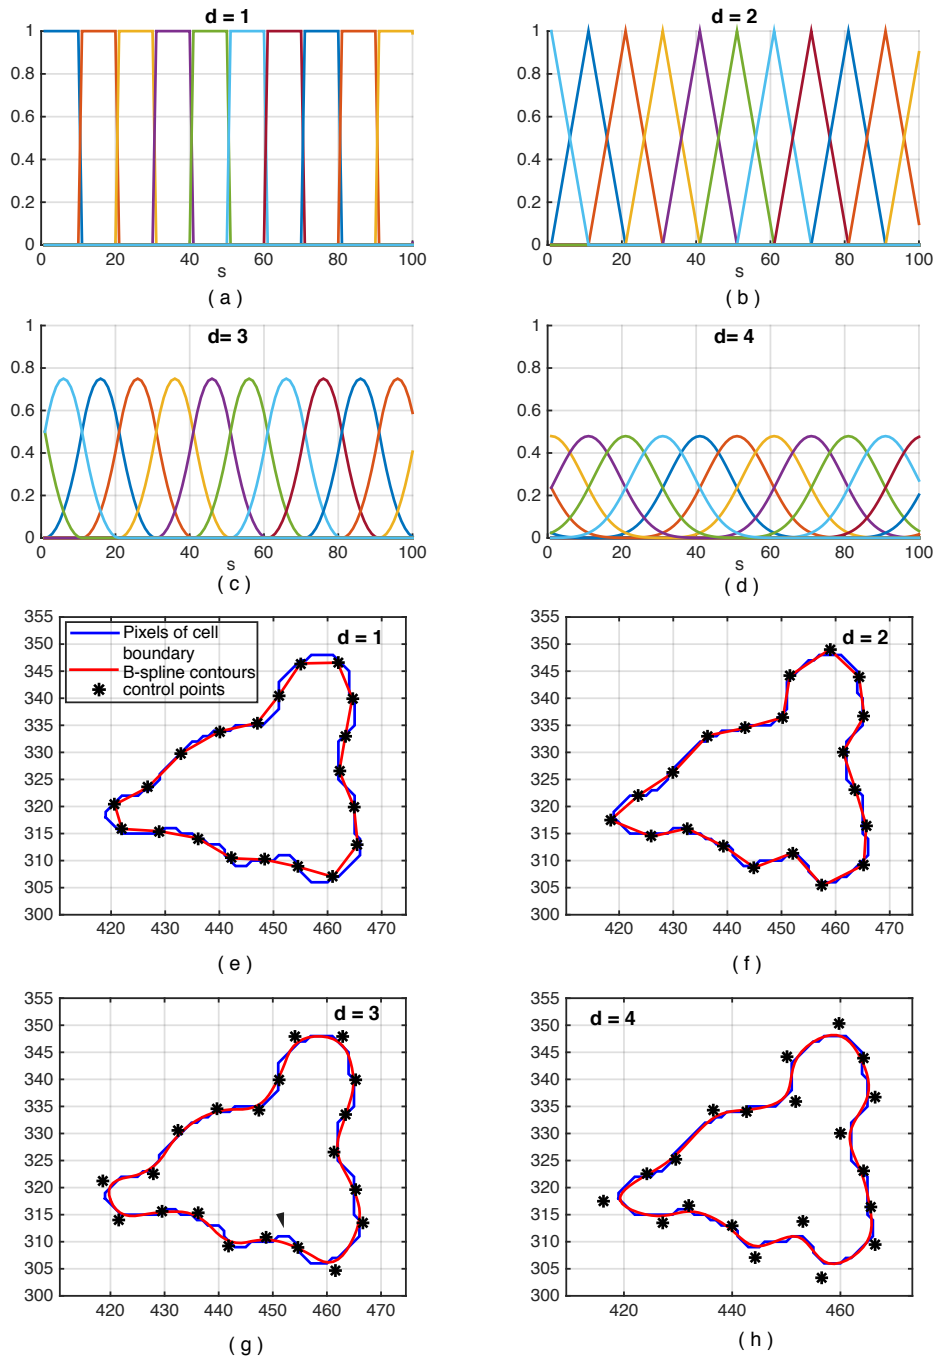 d = 1
d = 2
1
0.8
0.6
0.4
0.2
0
0 20 40 60 80 100
s
( a )
1
0.8
0.6
0.4
0.2
0
0 20 40 60 80 100
s
( b )
d= 3
1
0.8
0.6
0.4
0.2
0
0 20 40 60 80 100
s
( c )
d= 4
1
0.8
0.6
0.4
0.2
0
0 20 40 60 80 100
s
( d )
355
350
345
340
335
330
325
320
315
310
305
300
Pixels of cell
boundary
B-spline contours
control points
d = 1
420 430 440 450 460 470
( e )
355
350
345
340
335
330
325
320
315
310
305
300
d = 2
420 430 440 450 460 470
( f )
355
350
345
340
335
330
325
320
315
310
305
300
d = 3
420 430 440 450 460 470
( g )
355
350
345
340
335
330
325
320
315
310
305
300
d = 4
420 440 460
( h )